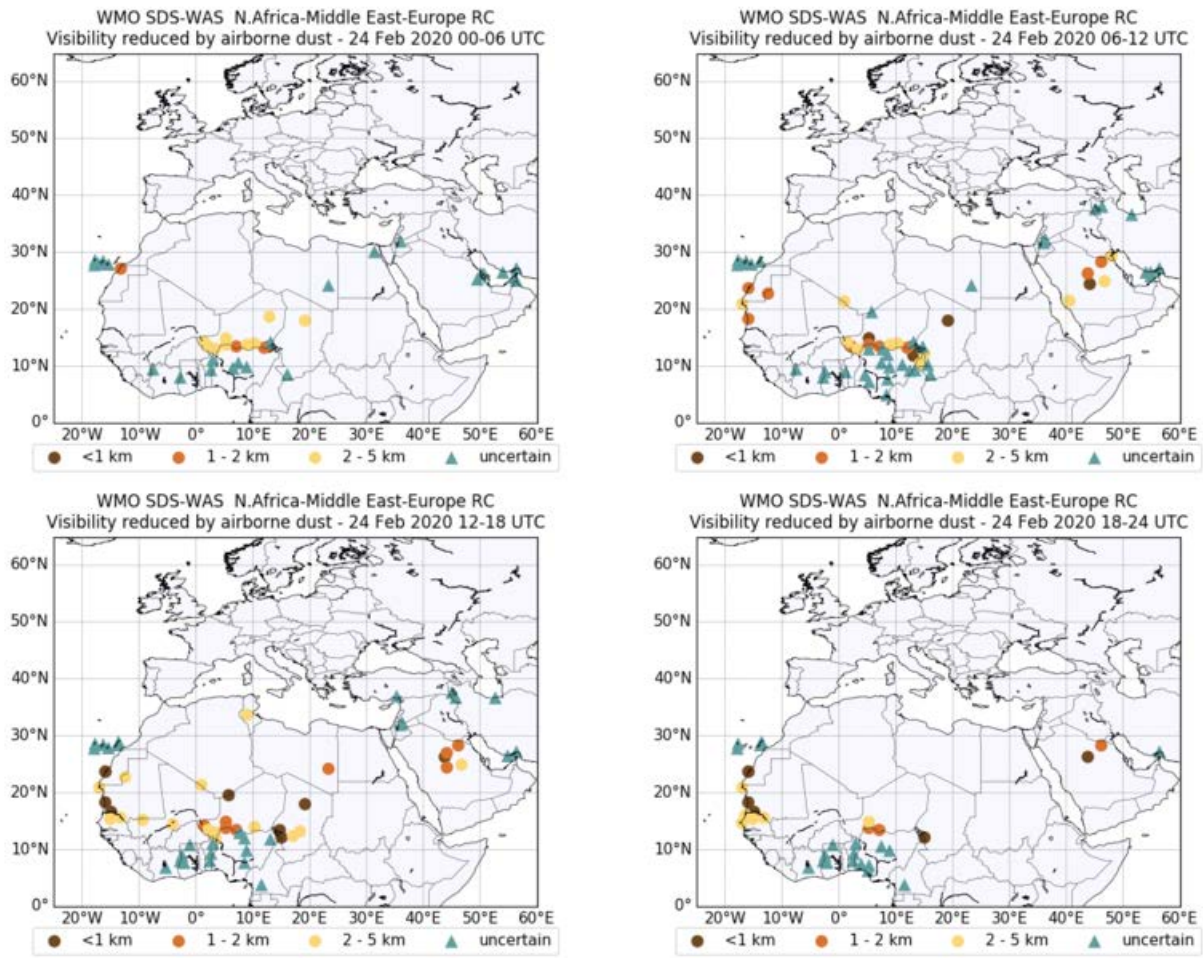 WMO SDS-WAS N.Africa-Middle East-Europe RC
Visibility reduced by airborne dust - 24 Feb 2020 00-06 UTC
60°N
50°N
40°N
30°N
20°N
10°N
0°
20°W 10°W 0° 10°E 20°E 30°E 40°E 50°E 60°E
<1 km 1 - 2 km 2 - 5 km uncertain
WMO SDS-WAS N.Africa-Middle East-Europe RC
Visibility reduced by airborne dust - 24 Feb 2020 06-12 UTC
60°N
50°N
40°N
30°N
20°N
10°N
0°
20°W 10°W 0° 10°E 20°E 30°E 40°E 50°E 60°E
<1 km 1 - 2 km 2 - 5 km uncertain
WMO SDS-WAS N.Africa-Middle East-Europe RC
Visibility reduced by airborne dust - 24 Feb 2020 12-18 UTC
60°N
50°N
40°N
30°N
20°N
10°N
0°
20°W 10°W 0° 10°E 20°E 30°E 40°E 50°E 60°E
<1 km 1 - 2 km 2 - 5 km uncertain
WMO SDS-WAS N.Africa-Middle East-Europe RC
Visibility reduced by airborne dust - 24 Feb 2020 18-24 UTC
60°N
50°N
40°N
30°N
20°N
10°N
0°
20°W 10°W 0° 10°E 20°E 30°E 40°E 50°E 60°E
<1 km 1 - 2 km 2 - 5 km uncertain